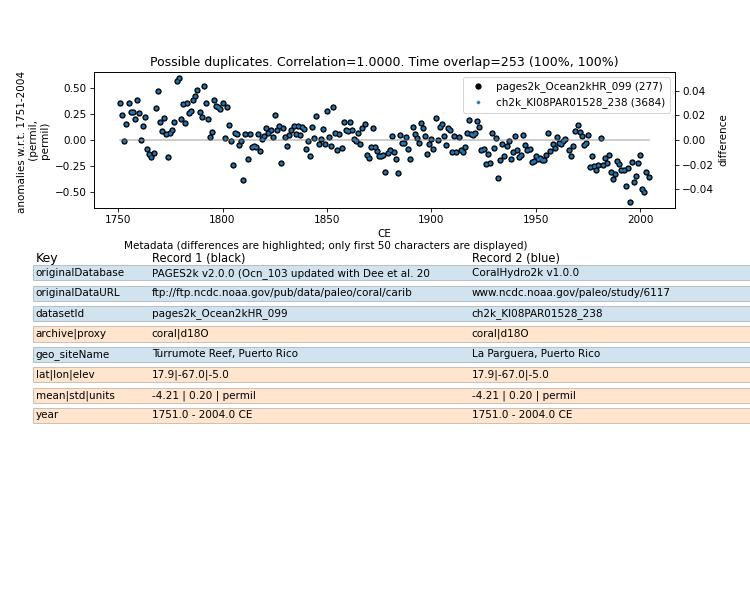 Possible duplicates. Correlation=1.0000. Time overlap=253 (100%, 100%)
anomalies w.r.t. 1751-2004
(permil,
permil)
0.50
0.25
0.00
−0.25
−0.50
pages2k_Ocean2kHR_099 (277)
ch2k_KI08PAR01528_238 (3684)
0.04
0.02
0.00
−0.02
−0.04
difference
1750 1800 1850 1900 1950 2000
CE
Metadata (differences are highlighted; only first 50 characters are displayed)
Key Record 1 (black) Record 2 (blue)
originalDatabase PAGES2k v2.0.0 (Ocn_103 updated with Dee et al. 20 CoralHydro2k v1.0.0
originalDataURL ftp://ftp.ncdc.noaa.gov/pub/data/paleo/coral/carib www.ncdc.noaa.gov/paleo/study/6117
datasetId pages2k_Ocean2kHR_099 ch2k_KI08PAR01528_238
archive|proxy coral|d18O coral|d18O
geo_siteName Turrumote Reef, Puerto Rico La Parguera, Puerto Rico
lat|lon|elev 17.9|-67.0|-5.0 17.9|-67.0|-5.0
mean|std|units -4.21 | 0.20 | permil -4.21 | 0.20 | permil
year 1751.0 - 2004.0 CE 1751.0 - 2004.0 CE